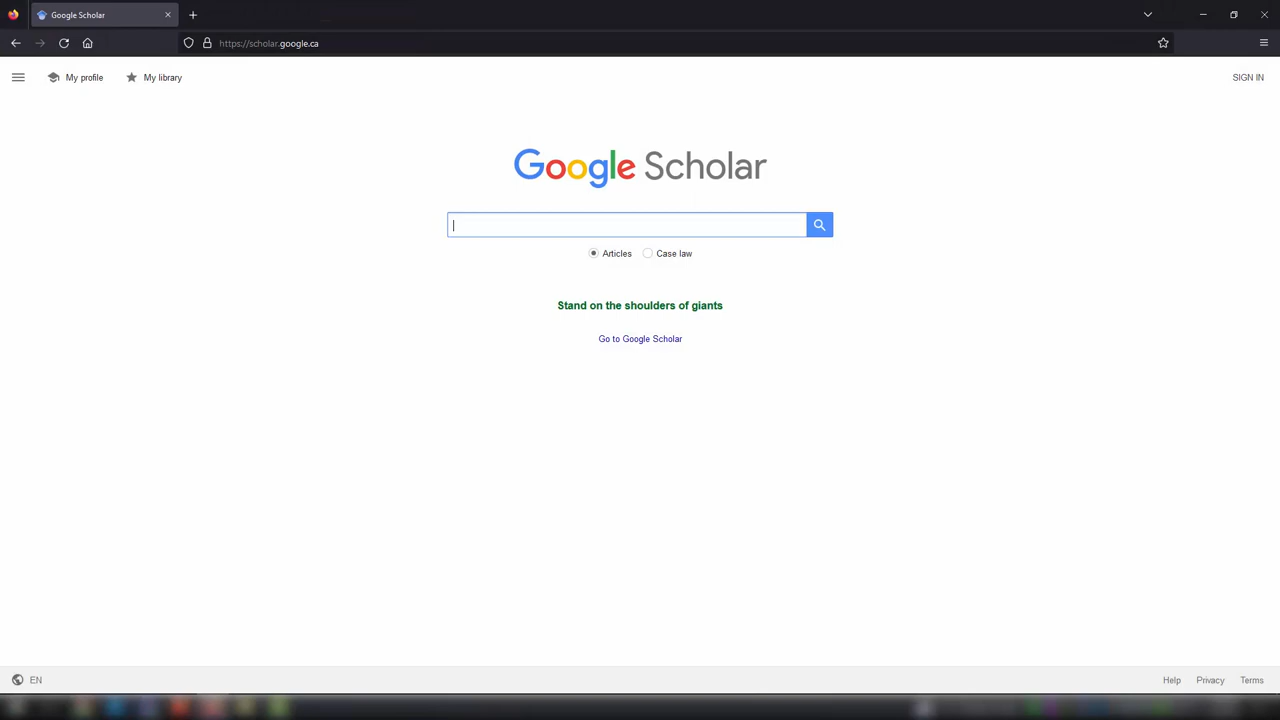 Google Scholar
https://scholar.google.ca
My profile
My library
SIGN IN
Google Scholar
Articles
Case law
Stand on the shoulders of giants
Go to Google Scholar
EN
Help
Privacy
Terms